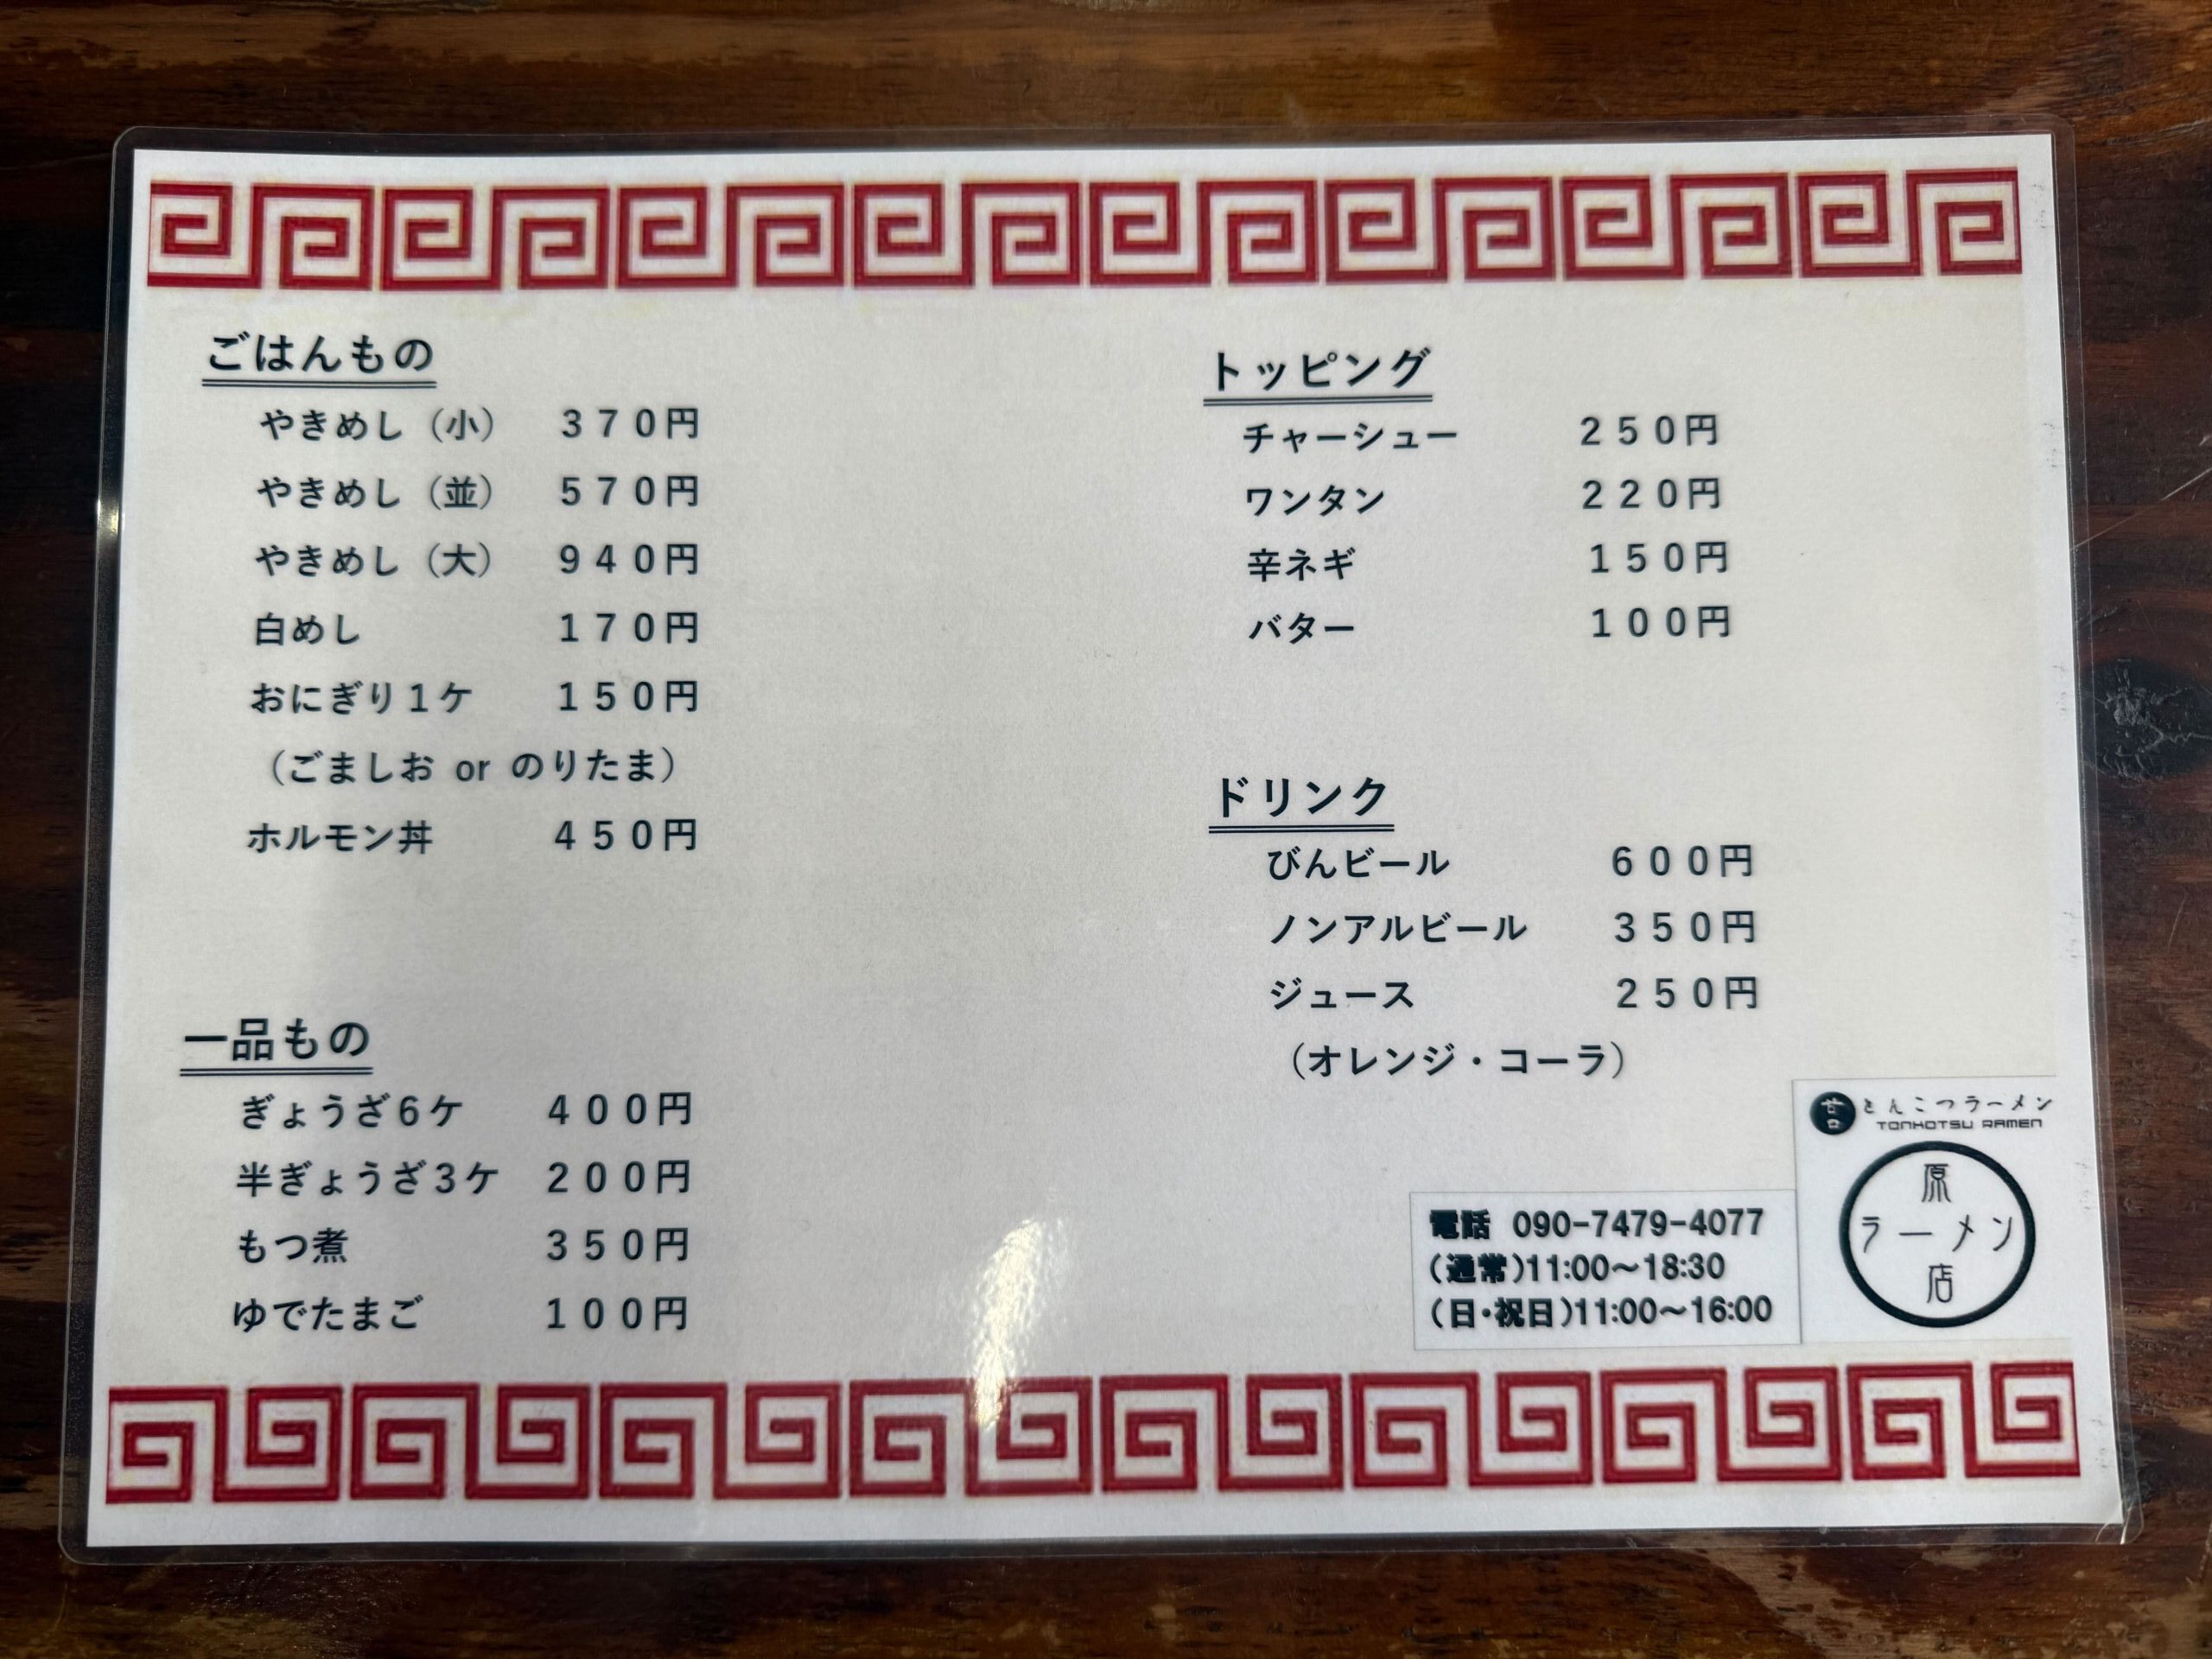 ごはんもの
やきめし（小） 370円
やきめし（並） 570円
やきめし（大） 940円
白めし 170円
おにぎり1ケ 150円
（ごましお or のりたま）
ホルモン丼 450円
一品もの
ぎょうざ6ケ 400円
半ぎょうざ3ケ 200円
もつ煮 350円
ゆでたまご 100円
トッピング
チャーシュー 250円
ワンタン 220円
辛ネギ 150円
バター 100円
ドリンク
びんビール 600円
ノンアルビール 350円
ジュース 250円
（オレンジ・コーラ）
電話 090-7479-4077
(通常)11:00～18:30
(日・祝日)11:00～16:00
甘口 とんこつラーメン
TONKOTSU RAMEN
原
ラーメン
店